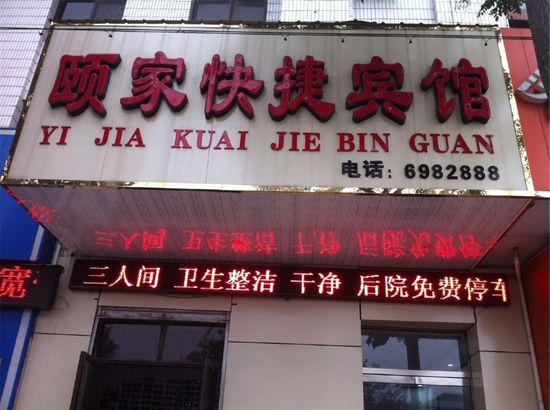 颐家快捷宾馆
YI JIA KUAI JIE BIN GUAN
电话：6982888
三人间 卫生整洁 干净 后院免费停车
宽